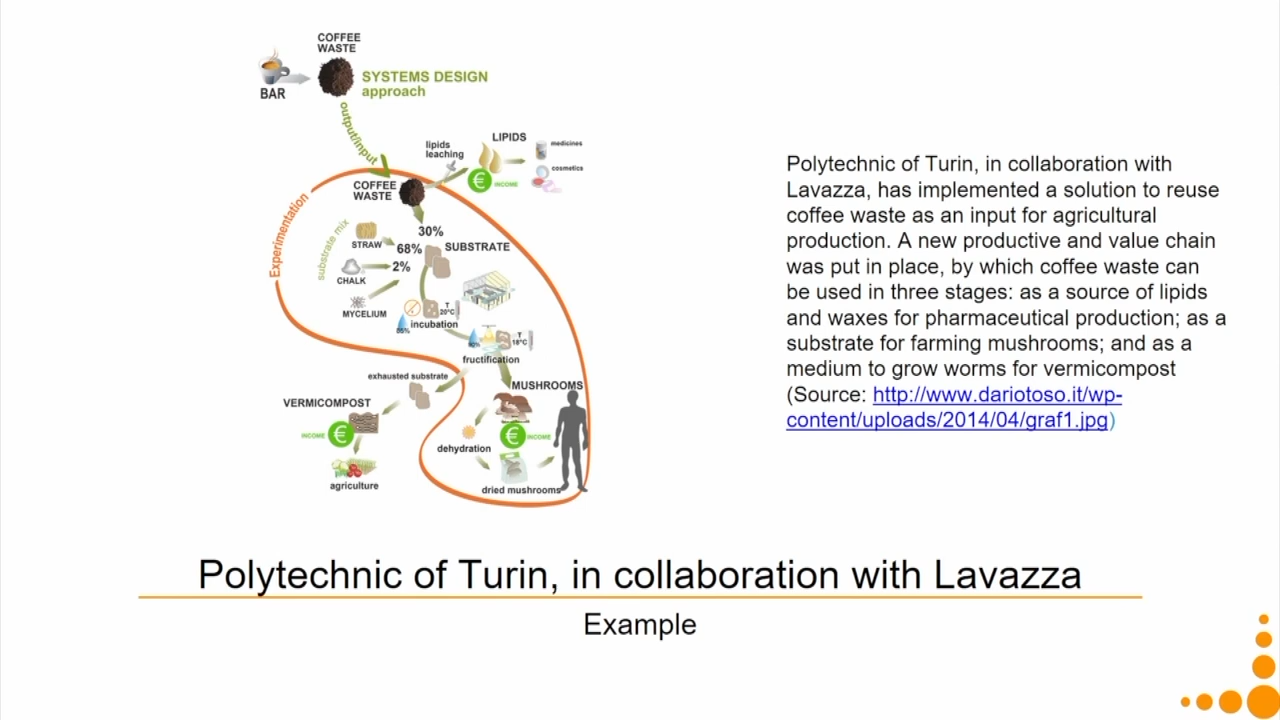 COFFEE
WASTE
BAR
SYSTEMS DESIGN
approach
output/input
lipids
leaching
LIPIDS
medicines
cosmetics
€
INCOME
Experimentation
COFFEE
WASTE
30%
substrate mix
STRAW
68%
SUBSTRATE
CHALK
2%
MYCELIUM
T
20°C
incubation
T
18°C
fructification
exhausted substrate
MUSHROOMS
VERMICOMPOST
INCOME
€
€
INCOME
dehydration
agriculture
dried mushrooms
Polytechnic of Turin, in collaboration with
Lavazza, has implemented a solution to reuse
coffee waste as an input for agricultural
production. A new productive and value chain
was put in place, by which coffee waste can
be used in three stages: as a source of lipids
and waxes for pharmaceutical production; as a
substrate for farming mushrooms; and as a
medium to grow worms for vermicompost
(Source: http://www.dariotoso.it/wp-
content/uploads/2014/04/graf1.jpg)
Polytechnic of Turin, in collaboration with Lavazza
Example